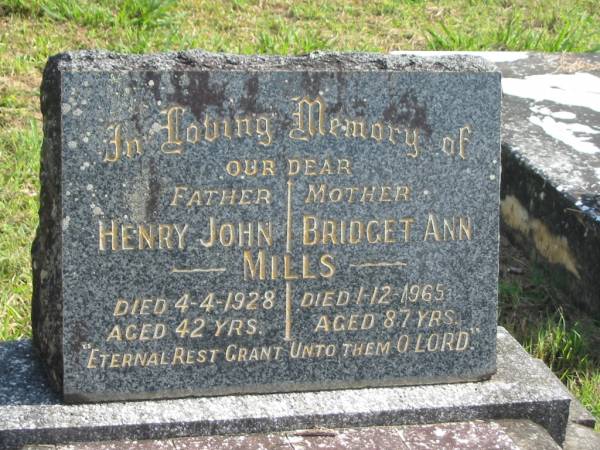 In Loving Memory of
OUR DEAR
FATHER MOTHER
HENRY JOHN BRIDGET ANN
MILLS
DIED 4-4-1928 DIED 1-12-1965
AGED 42 YRS. AGED 87 YRS.
"ETERNAL REST GRANT UNTO THEM O LORD."